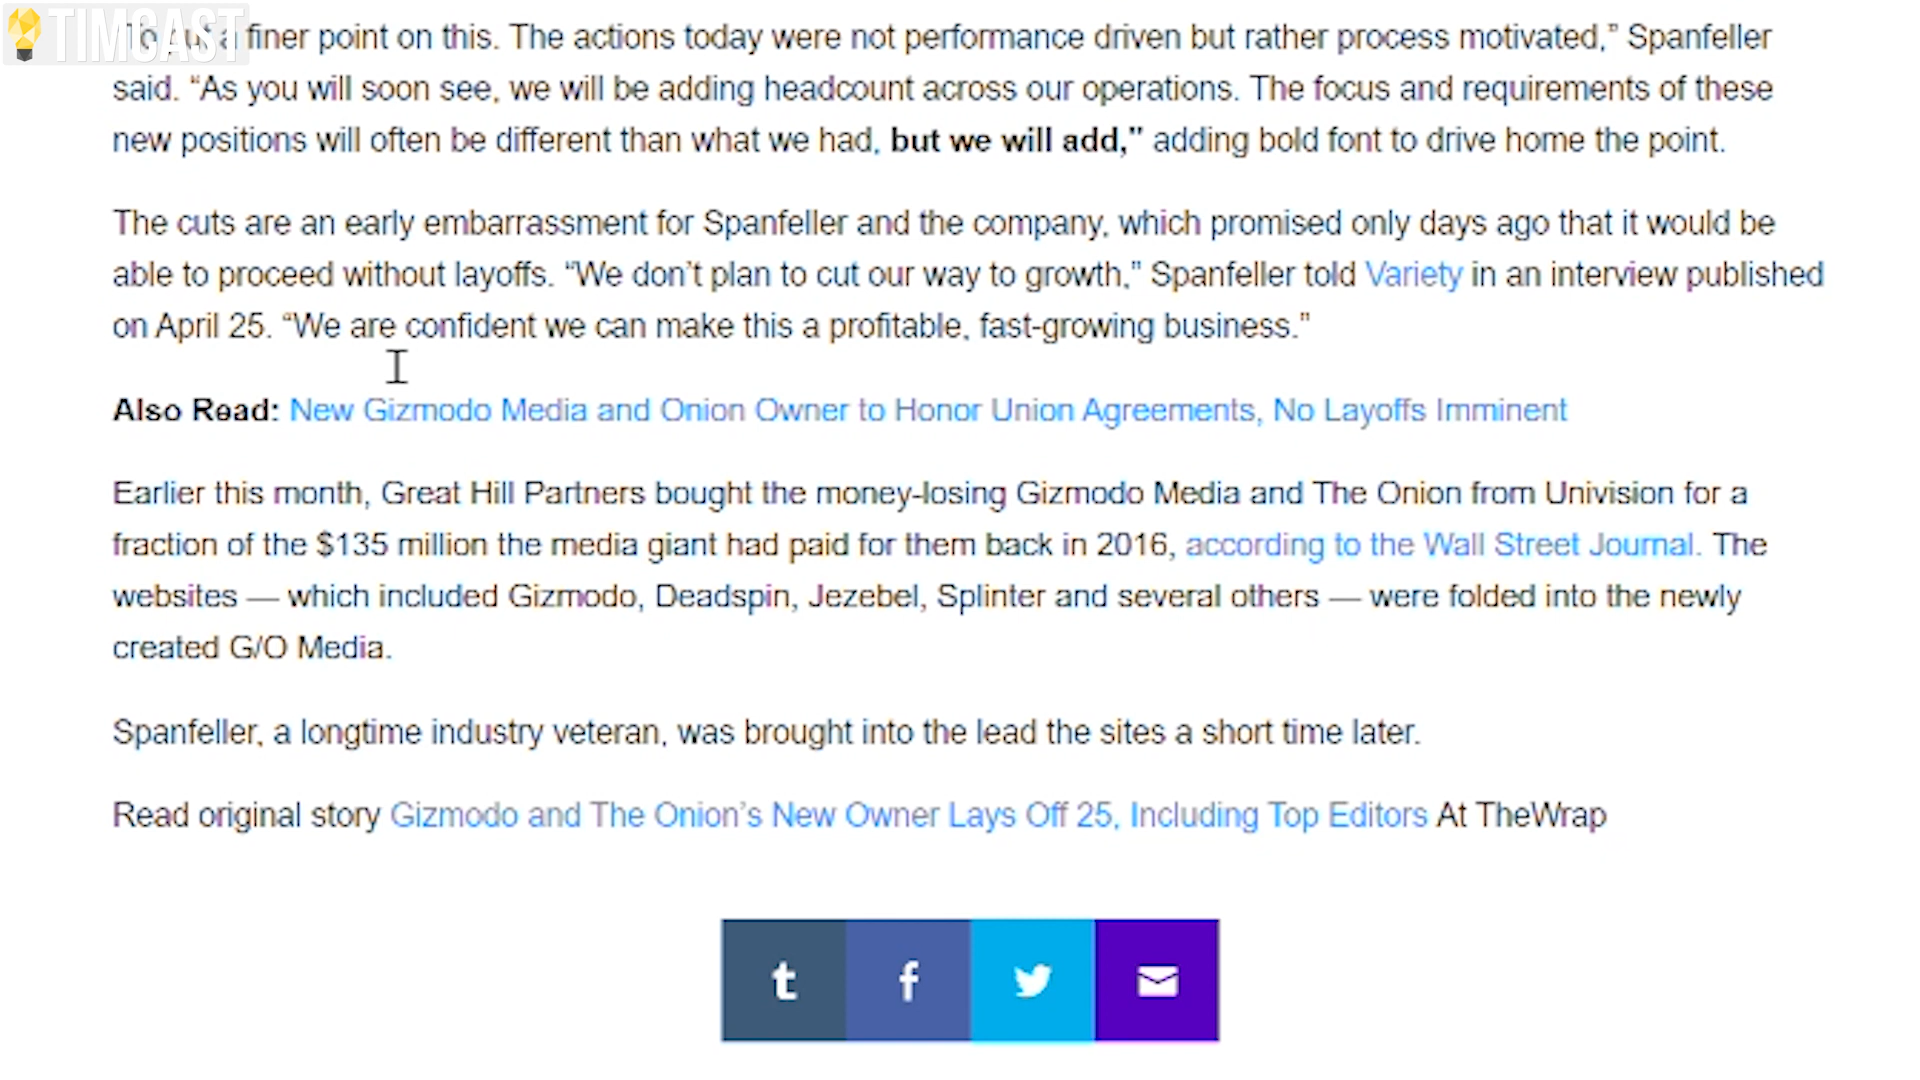 TIMCAST
To put a finer point on this. The actions today were not performance driven but rather process motivated,” Spanfeller
said. “As you will soon see, we will be adding headcount across our operations. The focus and requirements of these
new positions will often be different than what we had, but we will add,” adding bold font to drive home the point.
The cuts are an early embarrassment for Spanfeller and the company, which promised only days ago that it would be
able to proceed without layoffs. “We don’t plan to cut our way to growth,” Spanfeller told Variety in an interview published
on April 25. “We are confident we can make this a profitable, fast-growing business.”
Also Read: New Gizmodo Media and Onion Owner to Honor Union Agreements, No Layoffs Imminent
Earlier this month, Great Hill Partners bought the money-losing Gizmodo Media and The Onion from Univision for a
fraction of the $135 million the media giant had paid for them back in 2016, according to the Wall Street Journal. The
websites — which included Gizmodo, Deadspin, Jezebel, Splinter and several others — were folded into the newly
created G/O Media.
Spanfeller, a longtime industry veteran, was brought into the lead the sites a short time later.
Read original story Gizmodo and The Onion’s New Owner Lays Off 25, Including Top Editors At TheWrap